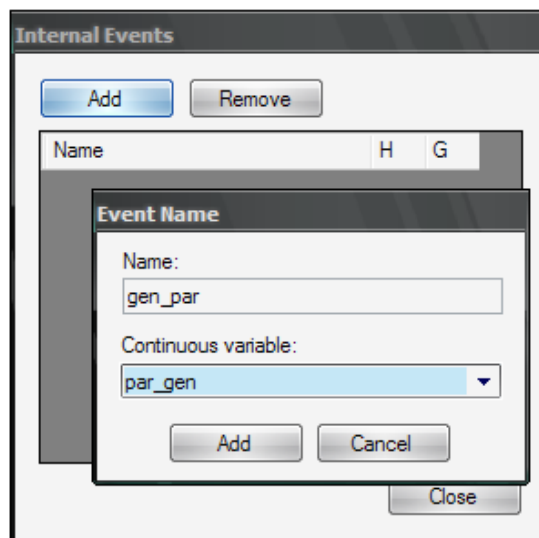 Internal Events
Add Remove
Name H G
Event Name
Name:
gen_par
Continuous variable:
par_gen
Add Cancel
Close